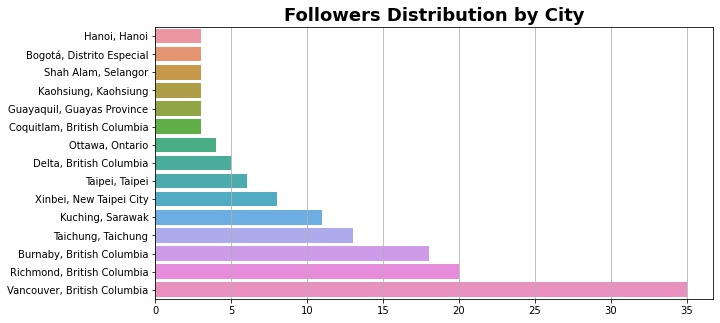 Followers Distribution by City
Hanoi, Hanoi
Bogotá, Distrito Especial
Shah Alam, Selangor
Kaohsiung, Kaohsiung
Guayaquil, Guayas Province
Coquitlam, British Columbia
Ottawa, Ontario
Delta, British Columbia
Taipei, Taipei
Xinbei, New Taipei City
Kuching, Sarawak
Taichung, Taichung
Burnaby, British Columbia
Richmond, British Columbia
Vancouver, British Columbia
0 5 10 15 20 25 30 35